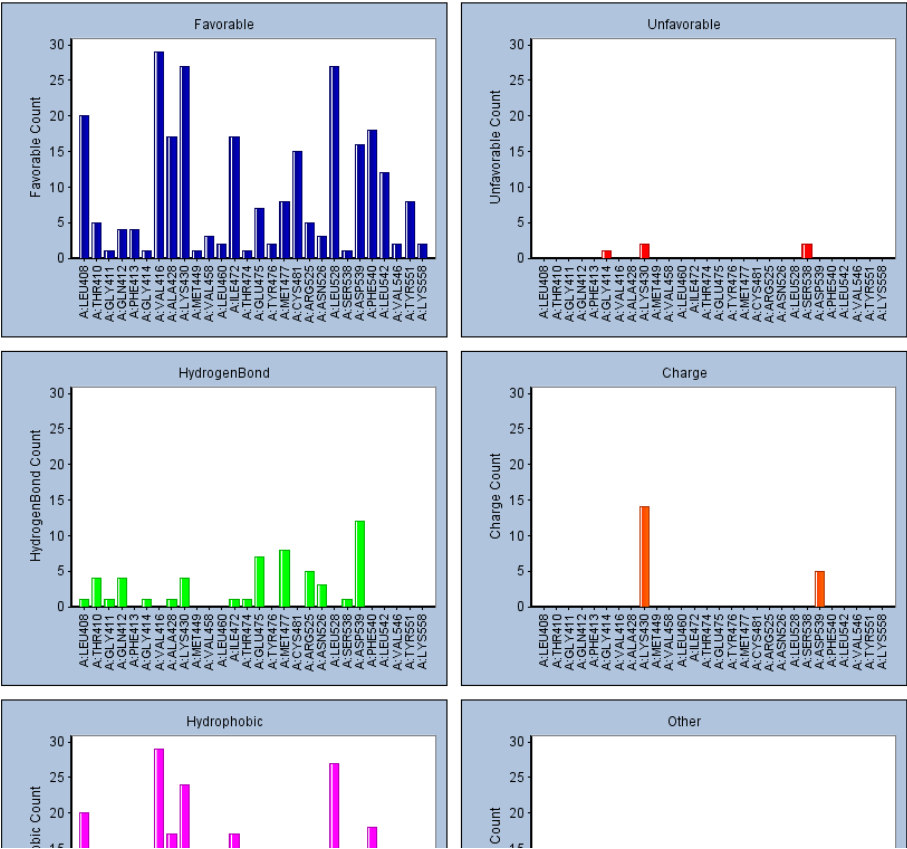 Favorable
Favorable Count
30
25
20
15
10
5
0
A:LEU408
A:THR410
A:GLY411
A:GLN412
A:PHE413
A:GLY414
A:VAL416
A:ALA428
A:LYS430
A:MET449
A:VAL458
A:LEU460
A:ILE472
A:THR474
A:GLU475
A:TYR476
A:MET477
A:CYS481
A:ARG525
A:ASN526
A:LEU528
A:SER538
A:ASP539
A:PHE540
A:LEU542
A:VAL546
A:TYR551
A:LYS558
Unfavorable
Unfavorable Count
30
25
20
15
10
5
0
A:LEU408
A:THR410
A:GLY411
A:GLN412
A:PHE413
A:GLY414
A:VAL416
A:ALA428
A:LYS430
A:MET449
A:VAL458
A:LEU460
A:ILE472
A:THR474
A:GLU475
A:TYR476
A:MET477
A:CYS481
A:ARG525
A:ASN526
A:LEU528
A:SER538
A:ASP539
A:PHE540
A:LEU542
A:VAL546
A:TYR551
A:LYS558
HydrogenBond
HydrogenBond Count
30
25
20
15
10
5
0
A:LEU408
A:THR410
A:GLY411
A:GLN412
A:PHE413
A:GLY414
A:VAL416
A:ALA428
A:LYS430
A:MET449
A:VAL458
A:LEU460
A:ILE472
A:THR474
A:GLU475
A:TYR476
A:MET477
A:CYS481
A:ARG525
A:ASN526
A:LEU528
A:SER538
A:ASP539
A:PHE540
A:LEU542
A:VAL546
A:TYR551
A:LYS558
Charge
Charge Count
30
25
20
15
10
5
0
A:LEU408
A:THR410
A:GLY411
A:GLN412
A:PHE413
A:GLY414
A:VAL416
A:ALA428
A:LYS430
A:MET449
A:VAL458
A:LEU460
A:ILE472
A:THR474
A:GLU475
A:TYR476
A:MET477
A:CYS481
A:ARG525
A:ASN526
A:LEU528
A:SER538
A:ASP539
A:PHE540
A:LEU542
A:VAL546
A:TYR551
A:LYS558
Hydrophobic
bic Count
30
25
20
15
Other
Count
30
25
20
15